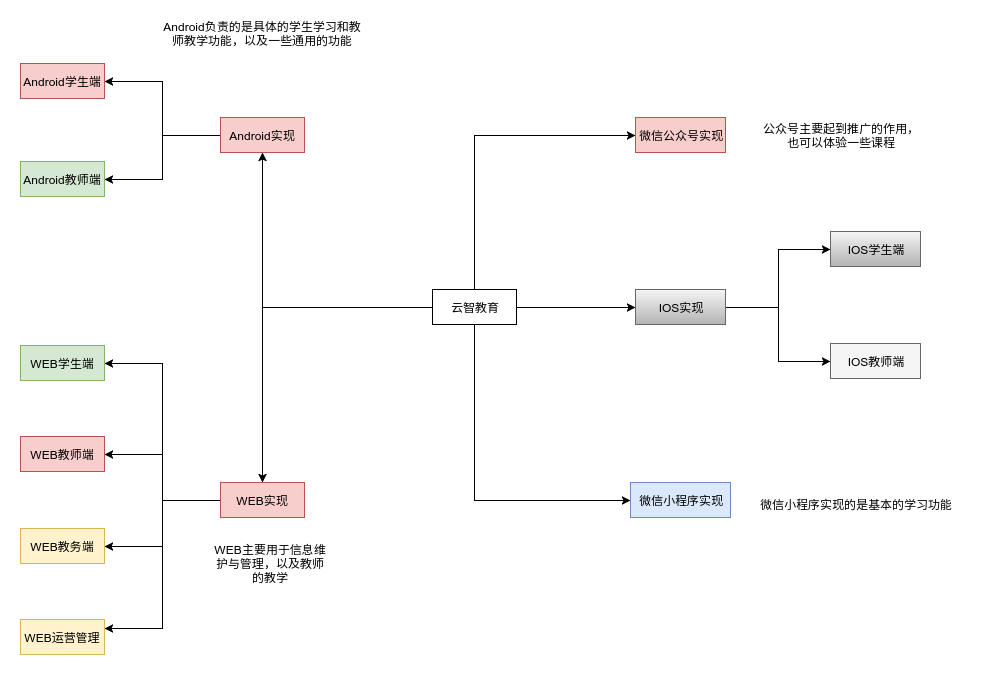 Android负责的是具体的学生学习和教
师教学功能，以及一些通用的功能
Android学生端
Android实现
Android教师端
微信公众号实现
公众号主要起到推广的作用，
也可以体验一些课程
IOS学生端
云智教育
IOS实现
IOS教师端
WEB学生端
WEB教师端
WEB实现
WEB教务端
WEB运营管理
WEB主要用于信息维
护与管理，以及教师
的教学
微信小程序实现
微信小程序实现的是基本的学习功能